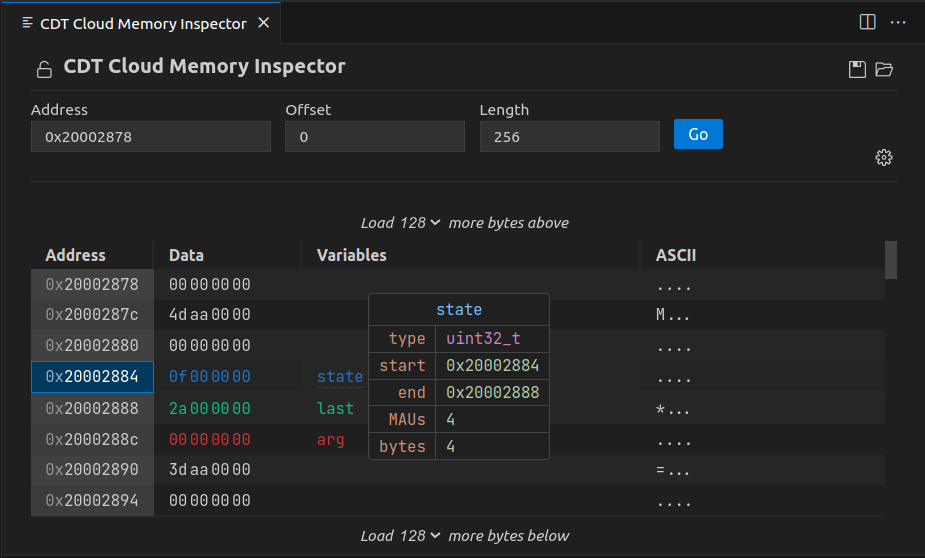 CDT Cloud Memory Inspector
CDT Cloud Memory Inspector
Address Offset Length
0x20002878 0 256 Go
Load 128 more bytes above
Address Data Variables ASCII
0x20002878 00 00 00 00 ....
0x2000287c 4d aa 00 00 M...
0x20002880 00 00 00 00 ....
0x20002884 0f 00 00 00 state ....
0x20002888 2a 00 00 00 last *...
0x2000288c 00 00 00 00 arg ....
0x20002890 3d aa 00 00 =...
0x20002894 00 00 00 00 ....
state
type uint32_t
start 0x20002884
end 0x20002888
MAUs 4
bytes 4
Load 128 more bytes below